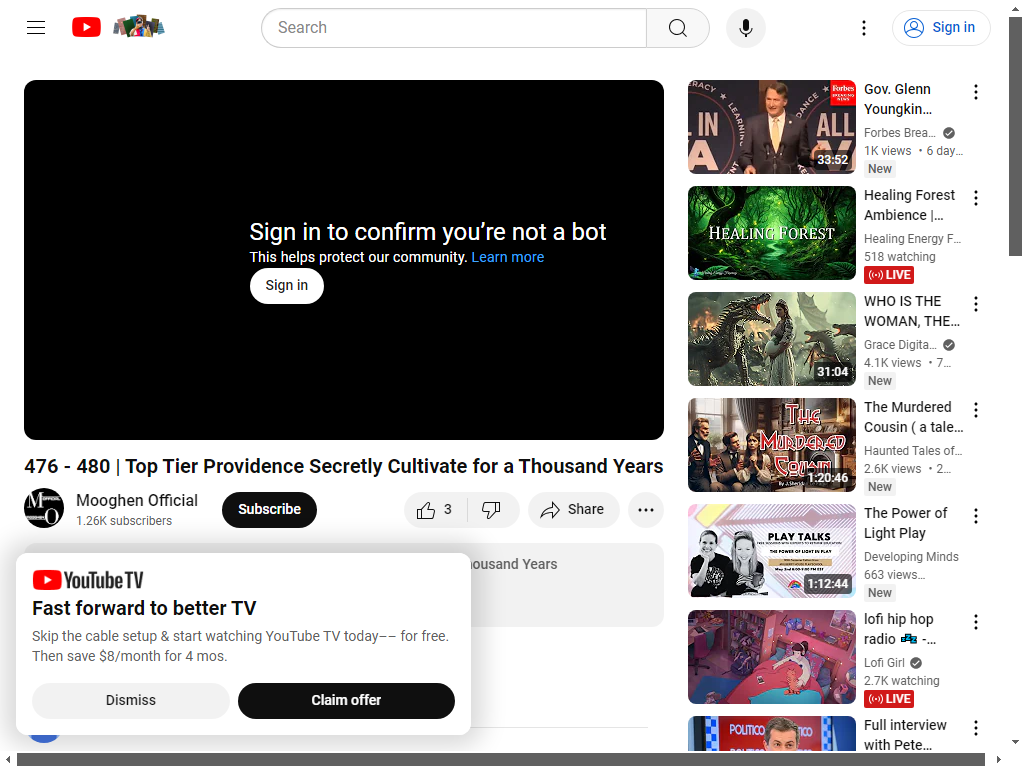 Search
Sign in
Sign in to confirm you’re not a bot
This helps protect our community. Learn more
Sign in
476 - 480 | Top Tier Providence Secretly Cultivate for a Thousand Years
Mooghen Official
1.26K subscribers
Subscribe
3
Share
housand Years
YouTube TV
Fast forward to better TV
Skip the cable setup & start watching YouTube TV today–– for free.
Then save $8/month for 4 mos.
Dismiss
Claim offer
Forbes
BREAKING
NEWS
ALL IN
ALL
VA
33:52
Gov. Glenn
Youngkin…
Forbes Brea…
1K views • 6 day…
New
HEALING FOREST
Healing Forest
Ambience |…
Healing Energy F…
518 watching
LIVE
31:04
WHO IS THE
WOMAN, THE…
Grace Digita…
4.1K views • 7…
New
The
Murdered
Cousin
1:20:46
The Murdered
Cousin ( a tale…
Haunted Tales of…
2.6K views • 2…
New
PLAY TALKS
THE POWER OF LIGHT IN PLAY
1:12:44
The Power of
Light Play
Developing Minds
663 views…
New
lofi hip hop
radio 💤 -…
Lofi Girl
2.7K watching
LIVE
POLITICO
Full interview
with Pete…